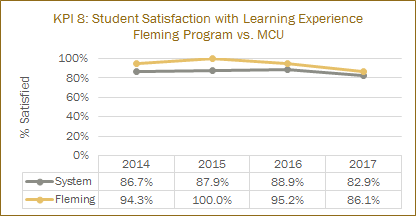 KPI 8: Student Satisfaction with Learning Experience
Fleming Program vs. MCU
% Satisfied
100%
80%
60%
40%
20%
0%
2014 2015 2016 2017
System 86.7% 87.9% 88.9% 82.9%
Fleming 94.3% 100.0% 95.2% 86.1%